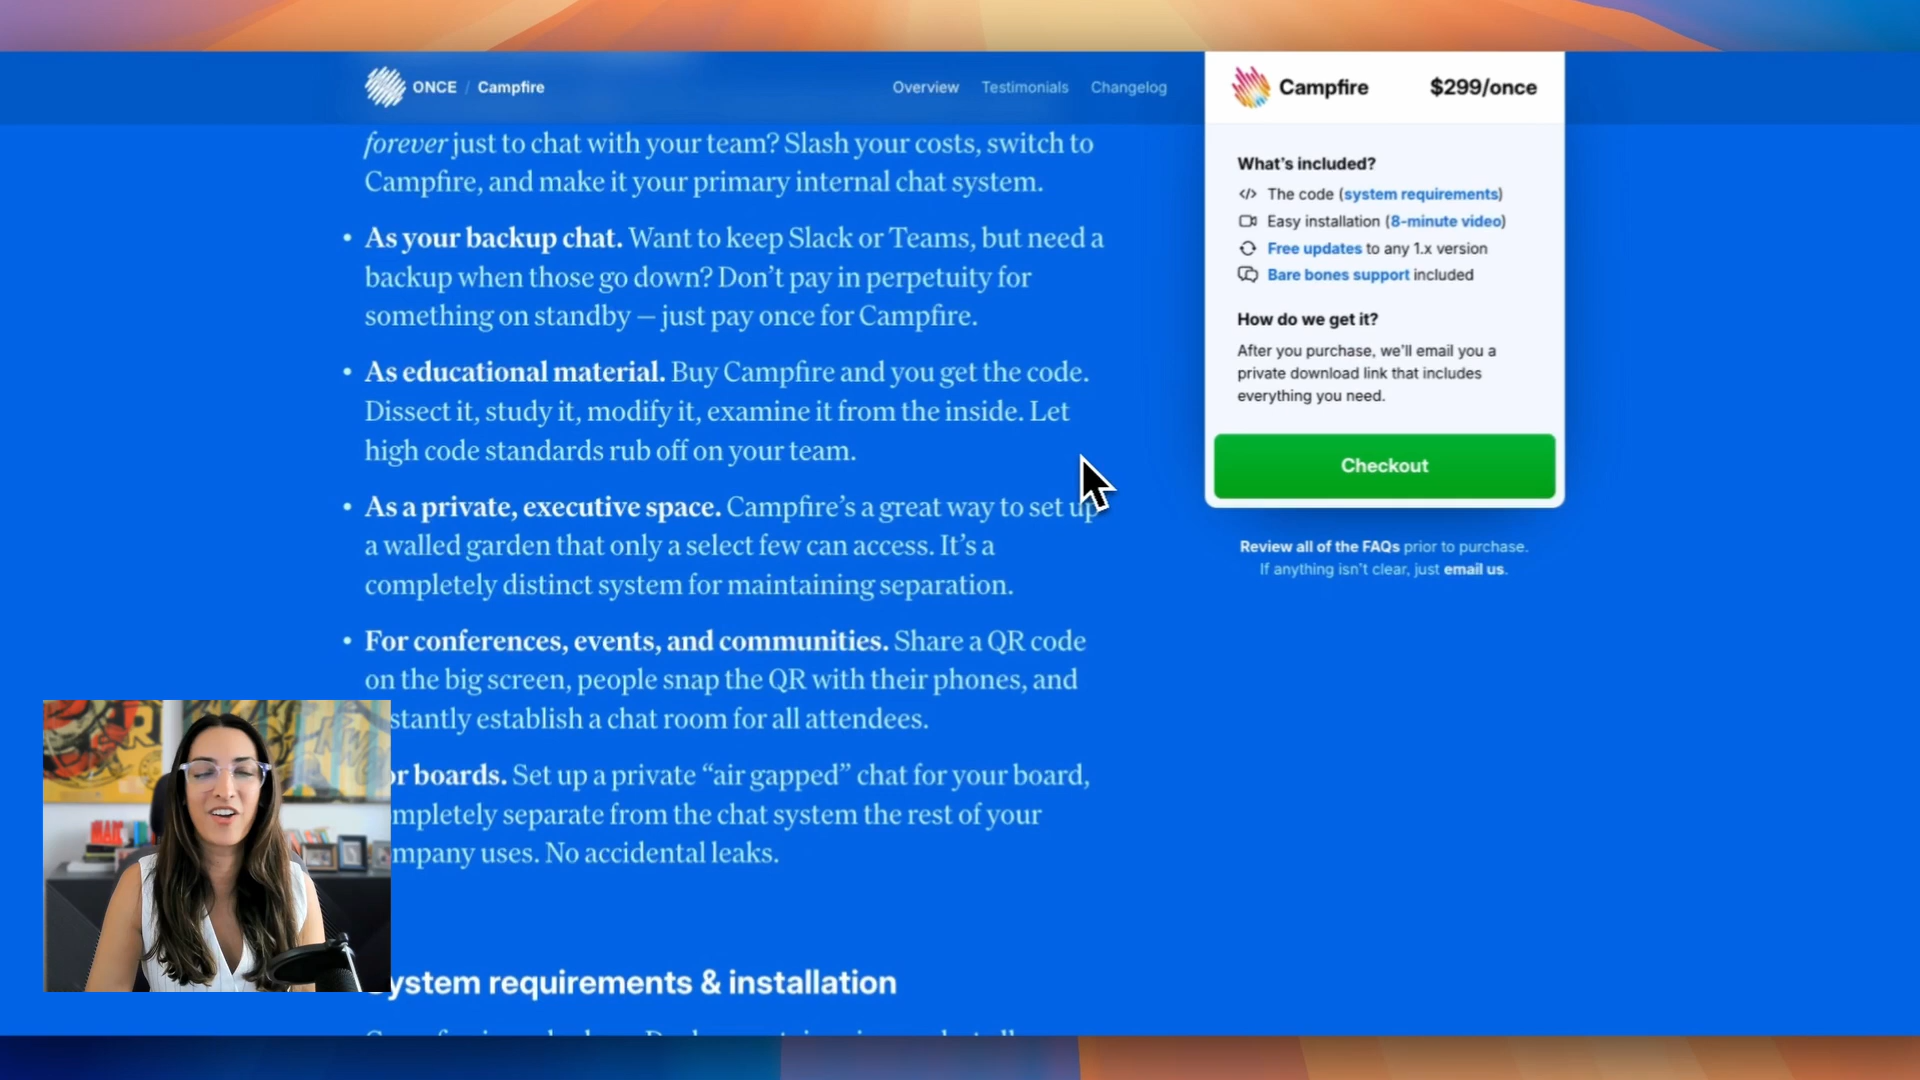 ONCE / Campfire
Overview
Testimonials
Changelog
Campfire
$299/once
forever just to chat with your team? Slash your costs, switch to
Campfire, and make it your primary internal chat system.
• As your backup chat. Want to keep Slack or Teams, but need a
backup when those go down? Don’t pay in perpetuity for
something on standby — just pay once for Campfire.
• As educational material. Buy Campfire and you get the code.
Dissect it, study it, modify it, examine it from the inside. Let
high code standards rub off on your team.
• As a private, executive space. Campfire’s a great way to set up
a walled garden that only a select few can access. It’s a
completely distinct system for maintaining separation.
• For conferences, events, and communities. Share a QR code
on the big screen, people snap the QR with their phones, and
stantly establish a chat room for all attendees.
or boards. Set up a private “air gapped” chat for your board,
mpletely separate from the chat system the rest of your
mpany uses. No accidental leaks.
System requirements & installation
What’s included?
</> The code (system requirements)
Easy installation (8-minute video)
Free updates to any 1.x version
Bare bones support included
How do we get it?
After you purchase, we’ll email you a
private download link that includes
everything you need.
Checkout
Review all of the FAQs prior to purchase.
If anything isn’t clear, just email us.